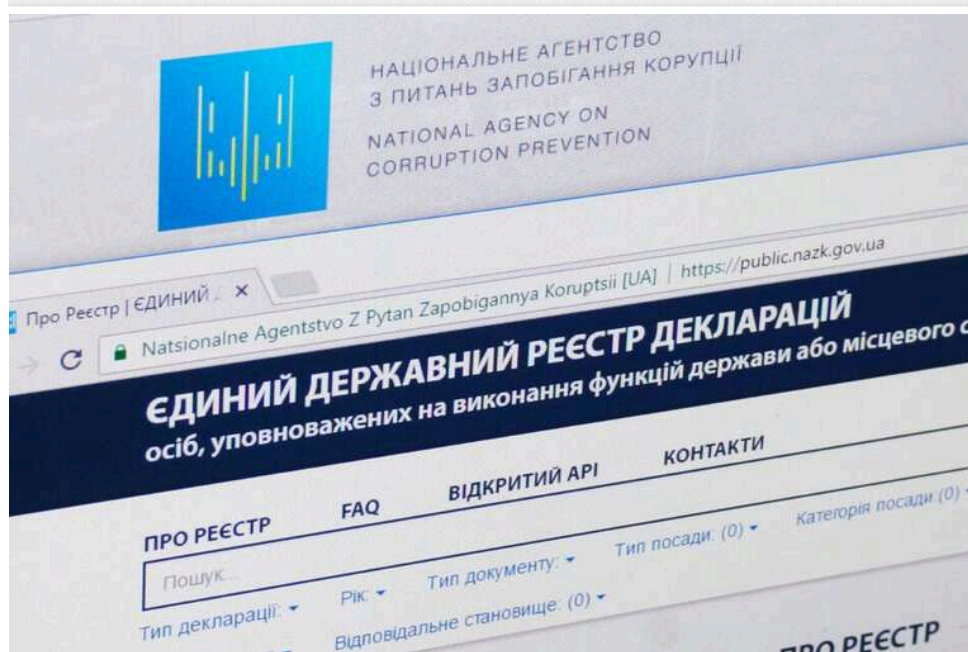 НАЦІОНАЛЬНЕ АГЕНТСТВО
З ПИТАНЬ ЗАПОБІГАННЯ КОРУПЦІЇ
NATIONAL AGENCY ON
CORRUPTION PREVENTION
Про Реєстр | ЄДИНИЙ
Natsionalne Agentstvo Z Pytan Zapobigannya Koruptsii [UA] | https://public.nazk.gov.ua
ЄДИНИЙ ДЕРЖАВНИЙ РЕЄСТР ДЕКЛАРАЦІЙ
осіб, уповноважених на виконання функцій держави або місцевого с
ПРО РЕЄСТР FAQ ВІДКРИТИЙ АРІ КОНТАКТИ
Пошук...
Тип декларації: Рік: Тип документу: Тип посади: (0) Категорія посади (0)
Відповідальне становище: (0)
ПРО РЕЄСТР